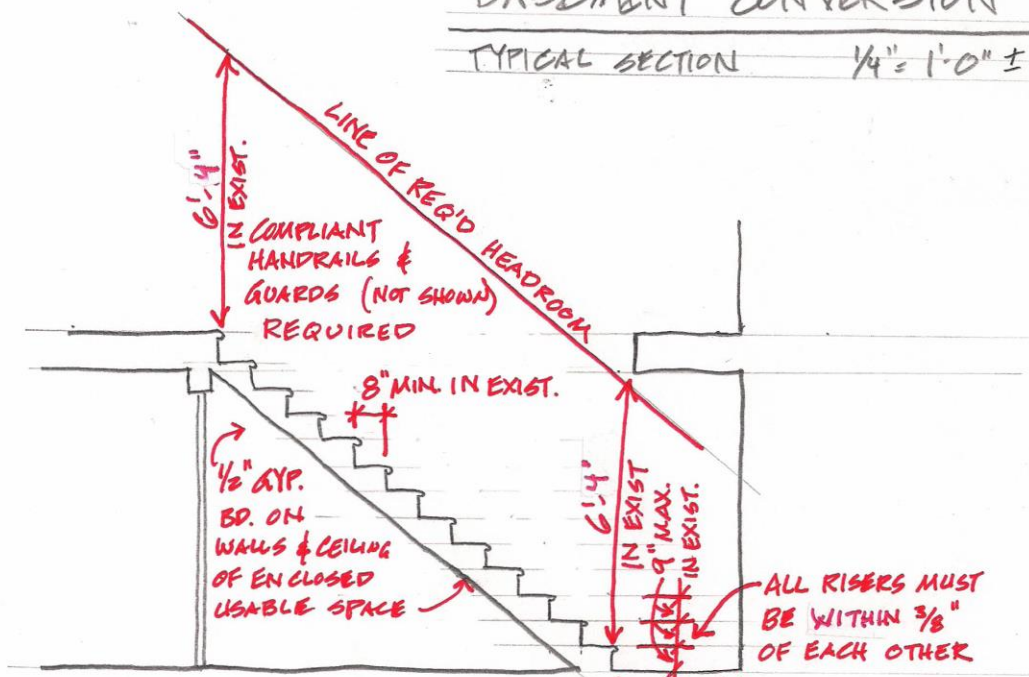 BASEMENT CONVERSION
TYPICAL SECTION 1/4" = 1'-0" ±
LINE OF REQ'D HEADROOM
6'-4"
IN EXIST.
COMPLIANT
HANDRAILS &
GUARDS (NOT SHOWN)
REQUIRED
8" MIN. IN EXIST.
1/2" GYP.
BD. ON
WALLS & CEILING
OF ENCLOSED
USABLE SPACE
6'-4"
IN EXIST
9" MAX.
IN EXIST.
ALL RISERS MUST
BE WITHIN 3/8"
OF EACH OTHER